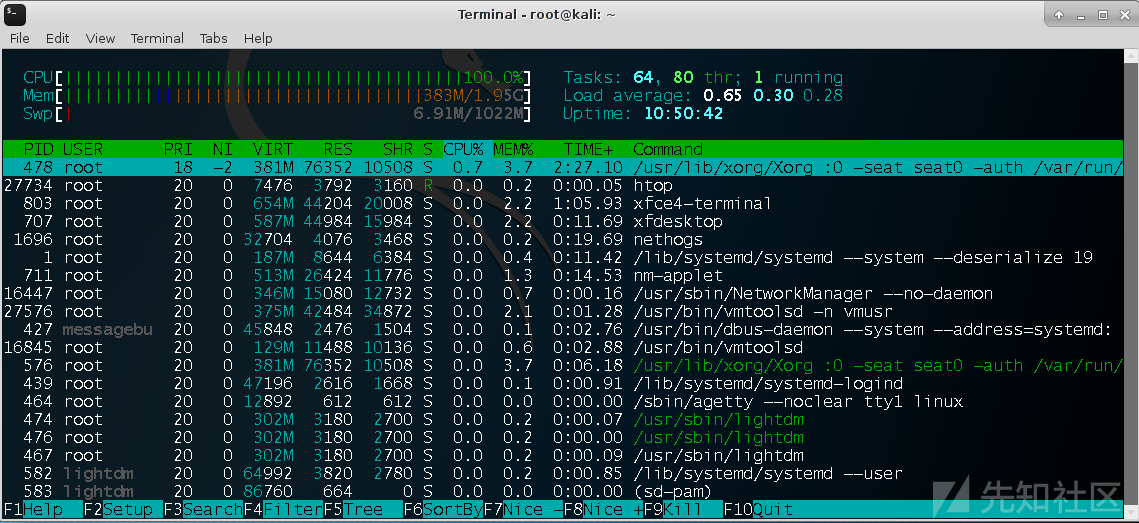 Terminal - root@kali: ~
File Edit View Terminal Tabs Help
CPU[||||||||||||||||||||||||||||||||||||||||||||100.0%] Tasks: 64, 80 thr; 1 running
Mem[||||||||||||||||||||||||||||||||||||||||383M/1.95G] Load average: 0.65 0.30 0.28
Swp[| 6.91M/1022M] Uptime: 10:50:42
PID USER PRI NI VIRT RES SHR S CPU% MEM% TIME+ Command
478 root 18 -2 381M 76352 10508 S 0.7 3.7 2:27.10 /usr/lib/xorg/Xorg :0 -seat seat0 -auth /var/run/
27734 root 20 0 7476 3792 3160 R 0.0 0.2 0:00.05 htop
803 root 20 0 654M 44204 20008 S 0.0 2.2 1:05.93 xfce4-terminal
707 root 20 0 587M 44984 15984 S 0.0 2.2 0:11.69 xfdesktop
1696 root 20 0 32704 4076 3468 S 0.0 0.2 0:19.69 nethogs
1 root 20 0 187M 8644 6384 S 0.0 0.4 0:11.42 /lib/systemd/systemd --system --deserialize 19
711 root 20 0 513M 26424 11776 S 0.0 1.3 0:14.53 nm-applet
16447 root 20 0 346M 15080 12732 S 0.0 0.7 0:00.16 /usr/sbin/NetworkManager --no-daemon
27576 root 20 0 375M 42484 34872 S 0.0 2.1 0:01.28 /usr/bin/vmtoolsd -n vmusr
427 messagebu 20 0 45848 2476 1504 S 0.0 0.1 0:02.76 /usr/bin/dbus-daemon --system --address=systemd:
16845 root 20 0 129M 11488 10136 S 0.0 0.6 0:02.88 /usr/bin/vmtoolsd
576 root 20 0 381M 76352 10508 S 0.0 3.7 0:06.18 /usr/lib/xorg/Xorg :0 -seat seat0 -auth /var/run/
439 root 20 0 47196 2616 1668 S 0.0 0.1 0:00.91 /lib/systemd/systemd-logind
464 root 20 0 12892 612 612 S 0.0 0.0 0:00.00 /sbin/agetty --noclear tty1 linux
474 root 20 0 302M 3180 2700 S 0.0 0.2 0:00.07 /usr/sbin/lightdm
476 root 20 0 302M 3180 2700 S 0.0 0.2 0:00.00 /usr/sbin/lightdm
467 root 20 0 302M 3180 2700 S 0.0 0.2 0:00.09 /usr/sbin/lightdm
582 lightdm 20 0 64992 3820 2780 S 0.0 0.2 0:00.85 /lib/systemd/systemd --user
583 lightdm 20 0 86760 664 0 S 0.0 0.0 0:00.00 (sd-pam)
F1Help F2Setup F3SearchF4FilterF5Tree F6SortByF7Nice -F8Nice +F9Kill F10Quit
先知社区